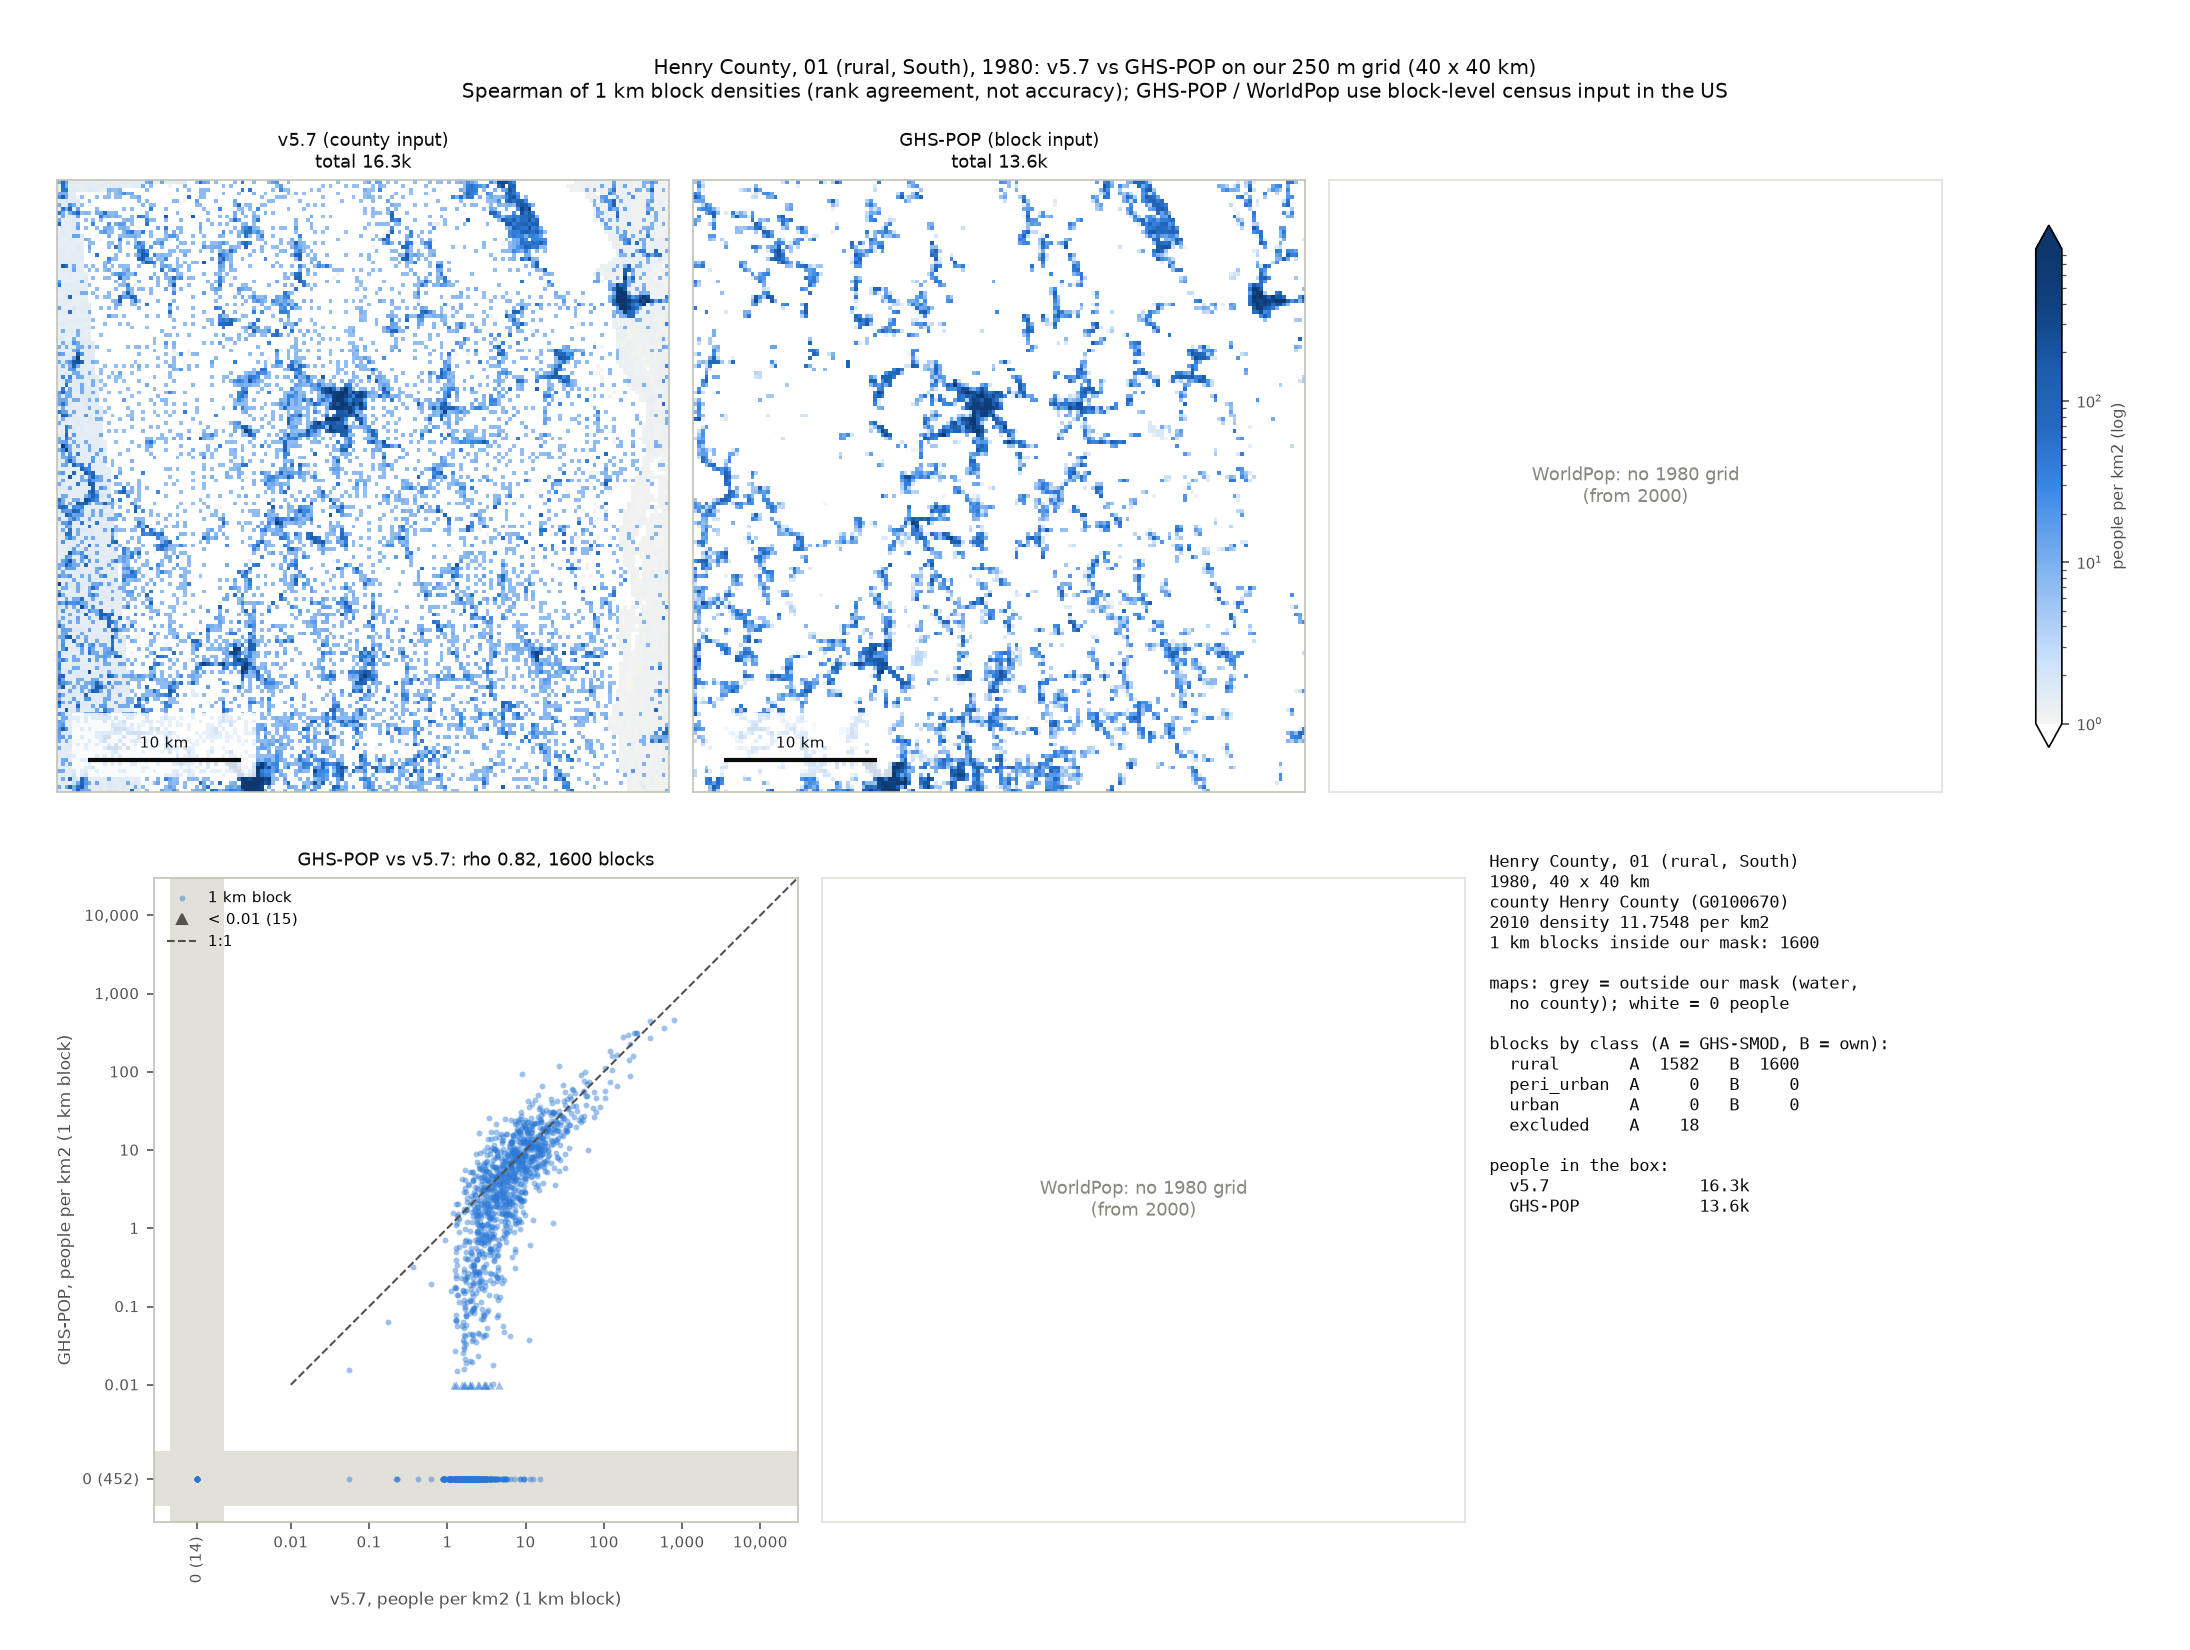 Henry County, 01 (rural, South), 1980: v5.7 vs GHS-POP on our 250 m grid (40 x 40 km)
Spearman of 1 km block densities (rank agreement, not accuracy); GHS-POP / WorldPop use block-level census input in the US
v5.7 (county input)
total 16.3k
GHS-POP (block input)
total 13.6k
10 km
10 km
WorldPop: no 1980 grid
(from 2000)
10²
10¹
10⁰
people per km2 (log)
GHS-POP vs v5.7: rho 0.82, 1600 blocks
1 km block
< 0.01 (15)
1:1
10,000
1,000
100
10
1
0.1
0.01
0 (452)
GHS-POP, people per km2 (1 km block)
0 (14)
0.01
0.1
1
10
100
1,000
10,000
v5.7, people per km2 (1 km block)
WorldPop: no 1980 grid
(from 2000)
Henry County, 01 (rural, South)
1980, 40 x 40 km
county Henry County (G0100670)
2010 density 11.7548 per km2
1 km blocks inside our mask: 1600
maps: grey = outside our mask (water,
no county); white = 0 people
blocks by class (A = GHS-SMOD, B = own):
rural A 1582 B 1600
peri_urban A 0 B 0
urban A 0 B 0
excluded A 18
people in the box:
v5.7 16.3k
GHS-POP 13.6k